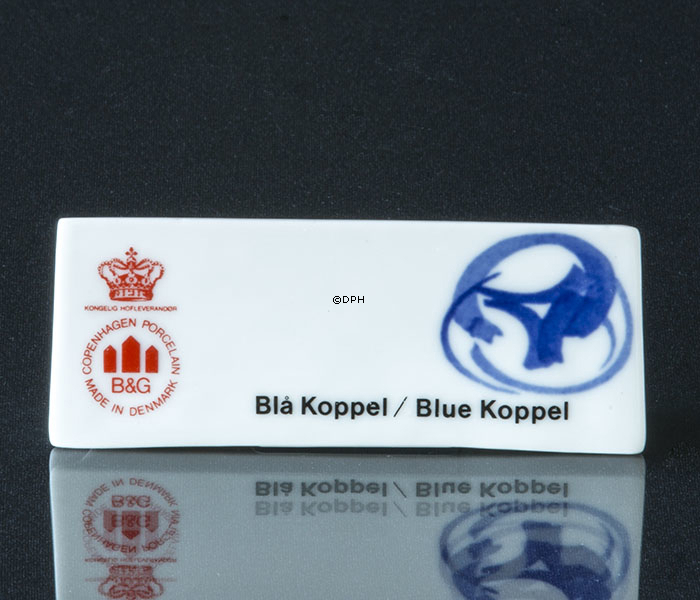 KONGELIG HOFLEVERANDØR
COPENHAGEN PORCELAIN
B&G
MADE IN DENMARK
©DPH
Blå Koppel / Blue Koppel